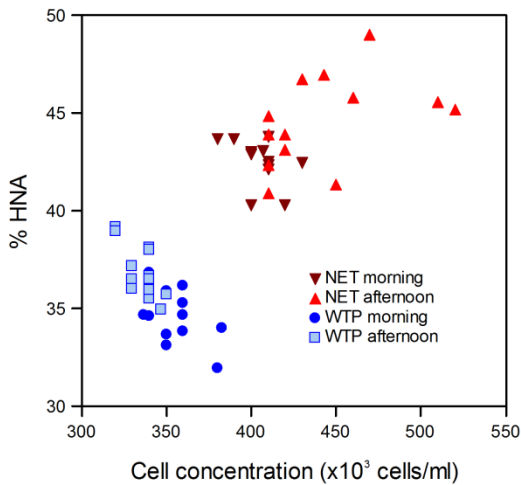 50
45
40
35
30
% HNA
NET morning
NET afternoon
WTP morning
WTP afternoon
300 350 400 450 500 550
Cell concentration (x10³ cells/ml)